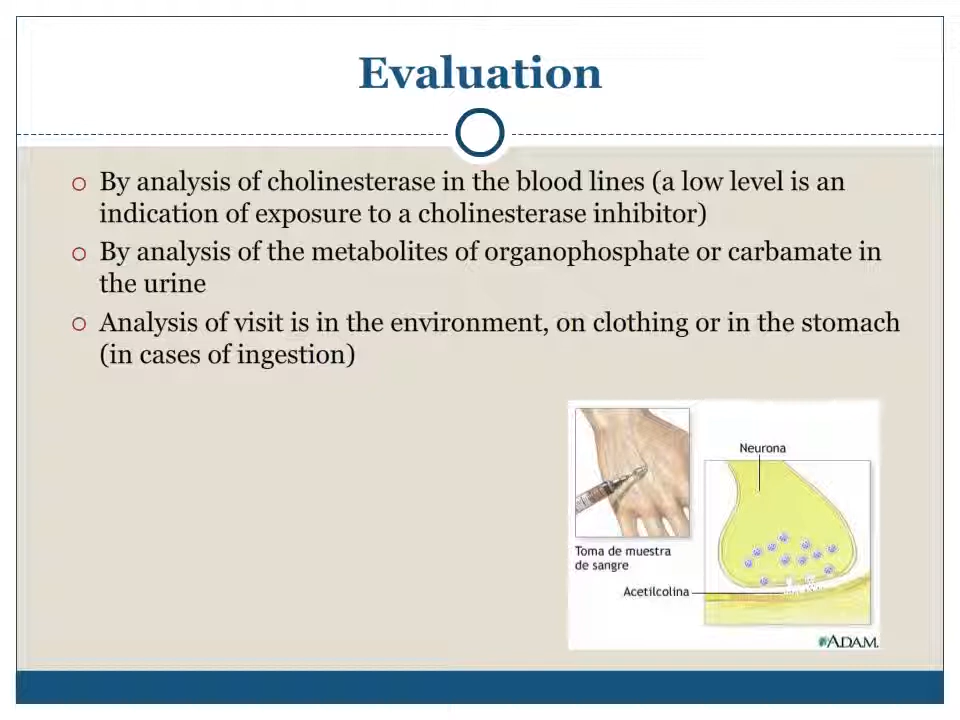 Evaluation
By analysis of cholinesterase in the blood lines (a low level is an
indication of exposure to a cholinesterase inhibitor)
By analysis of the metabolites of organophosphate or carbamate in
the urine
Analysis of visit is in the environment, on clothing or in the stomach
(in cases of ingestion)
Neurona
Toma de muestra
de sangre
Acetilcolina
ADAM.